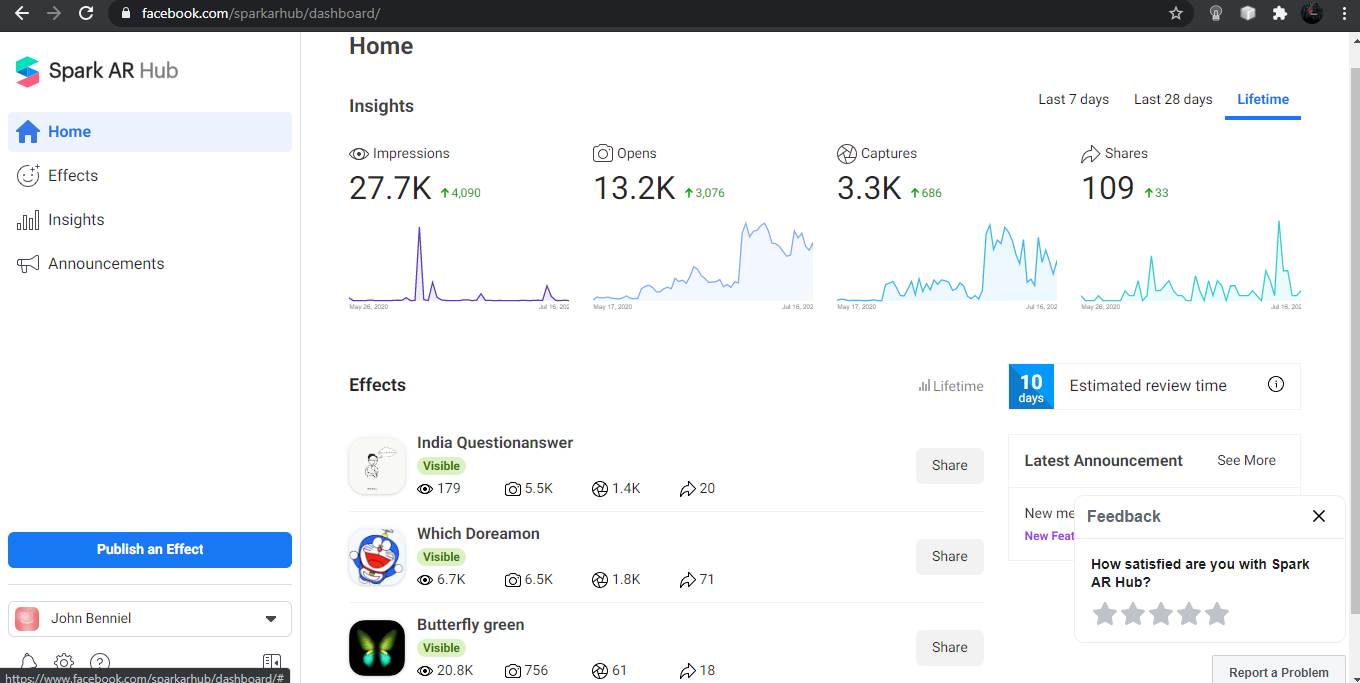 facebook.com/sparkarhub/dashboard/
Spark AR Hub
Home
Effects
Insights
Announcements
Publish an Effect
John Benniel
https://www.facebook.com/sparkarhub/dashboard/#
Home
Insights
Last 7 days Last 28 days Lifetime
Impressions Opens Captures Shares
27.7K 4,090 13.2K 3,076 3.3K 686 109 33
May 26, 2020 Jul 16, 202 May 17, 2020 Jul 16, 202 May 17, 2020 Jul 16, 202 May 26, 2020 Jul 16, 202
Effects
Lifetime
India Questionanswer
Visible
179 5.5K 1.4K 20
Share
Which Doreamon
Visible
6.7K 6.5K 1.8K 71
Share
Butterfly green
Visible
20.8K 756 61 18
Share
10
days
Estimated review time
Latest Announcement See More
New me
New Feat
Feedback
How satisfied are you with Spark
AR Hub?
Report a Problem